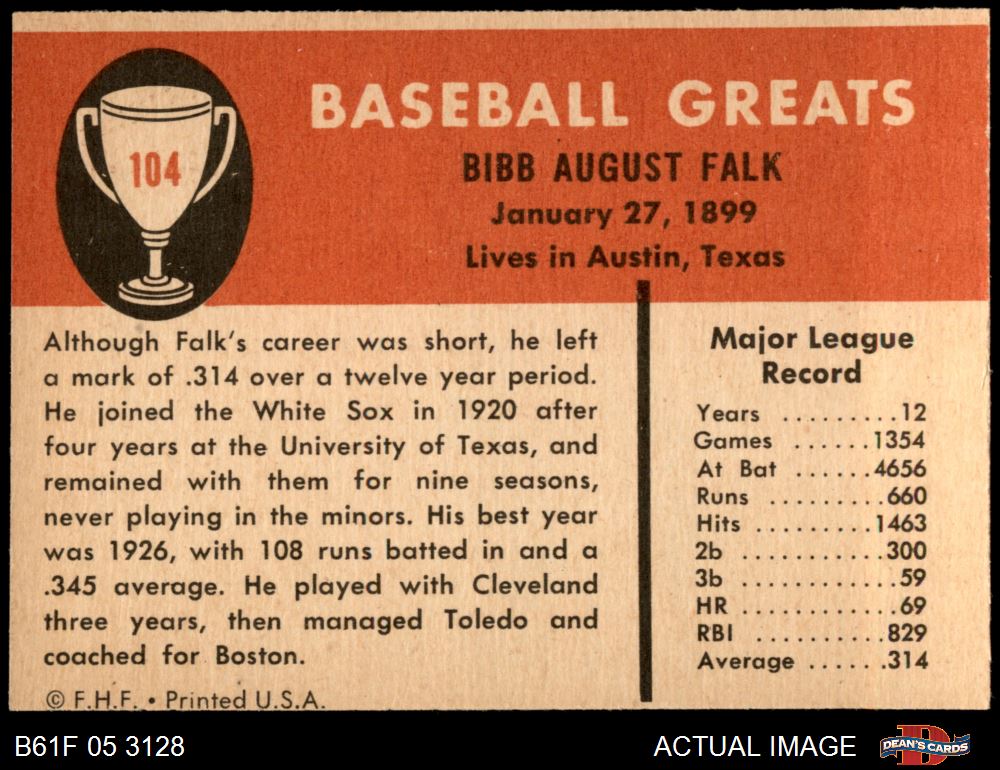 104
BASEBALL GREATS
BIBB AUGUST FALK
January 27, 1899
Lives in Austin, Texas
Although Falk's career was short, he left
a mark of .314 over a twelve year period.
He joined the White Sox in 1920 after
four years at the University of Texas, and
remained with them for nine seasons,
never playing in the minors. His best year
was 1926, with 108 runs batted in and a
.345 average. He played with Cleveland
three years, then managed Toledo and
coached for Boston.
© F.H.F. • Printed U.S.A.
Major League
Record
Years .........12
Games ......1354
At Bat ......4656
Runs .........660
Hits .........1463
2b ............300
3b ............59
HR ............69
RBI ..........829
Average ......314
B61F 05 3128
ACTUAL IMAGE
D
DEAN'S CARDS